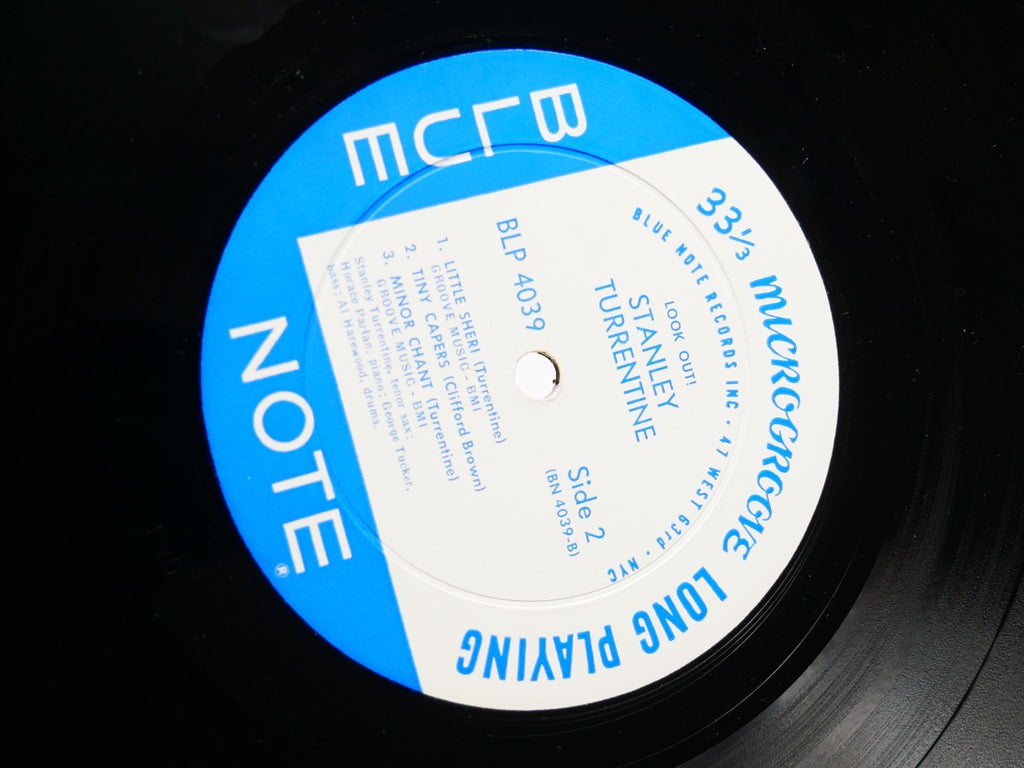 33⅓ MICROGROOVE LONG PLAYING
BLUE NOTE RECORDS INC • 47 WEST 63rd • NYC
LOOK OUT!
STANLEY
TURRENTINE
BLP 4039
Side 2
(BN 4039-B)
1. LITTLE SHERI (Turrentine)
GROOVE MUSIC - BMI
2. TINY CAPERS (Clifford Brown)
3. MINOR CHANT (Turrentine)
GROOVE MUSIC - BMI
Stanley Turrentine, tenor sax;
Horace Parlan, piano; George Tucker,
bass; Al Harewood, drums.
BLUE
NOTE ®